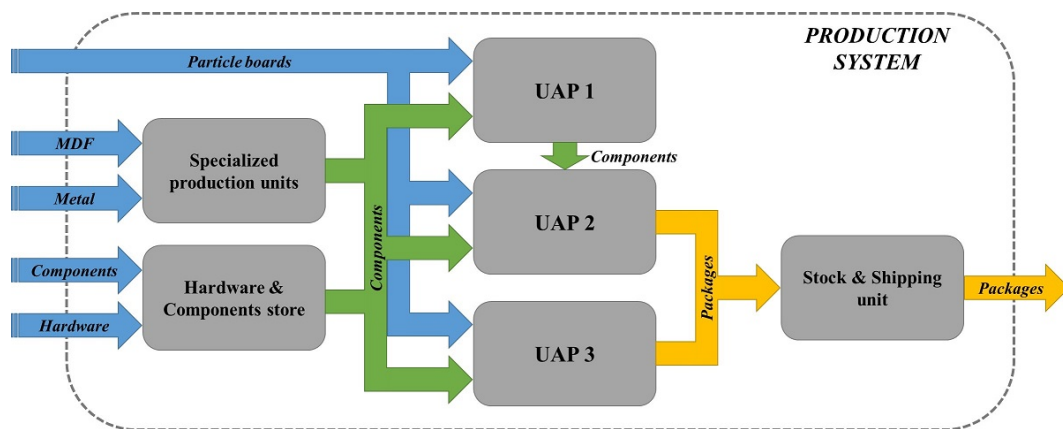 PRODUCTION
SYSTEM
Particle boards
UAP 1
MDF
Specialized
production units
Metal
Components
UAP 2
Components
Packages
Components
Hardware &
Components store
Hardware
Stock & Shipping
unit
Packages
UAP 3